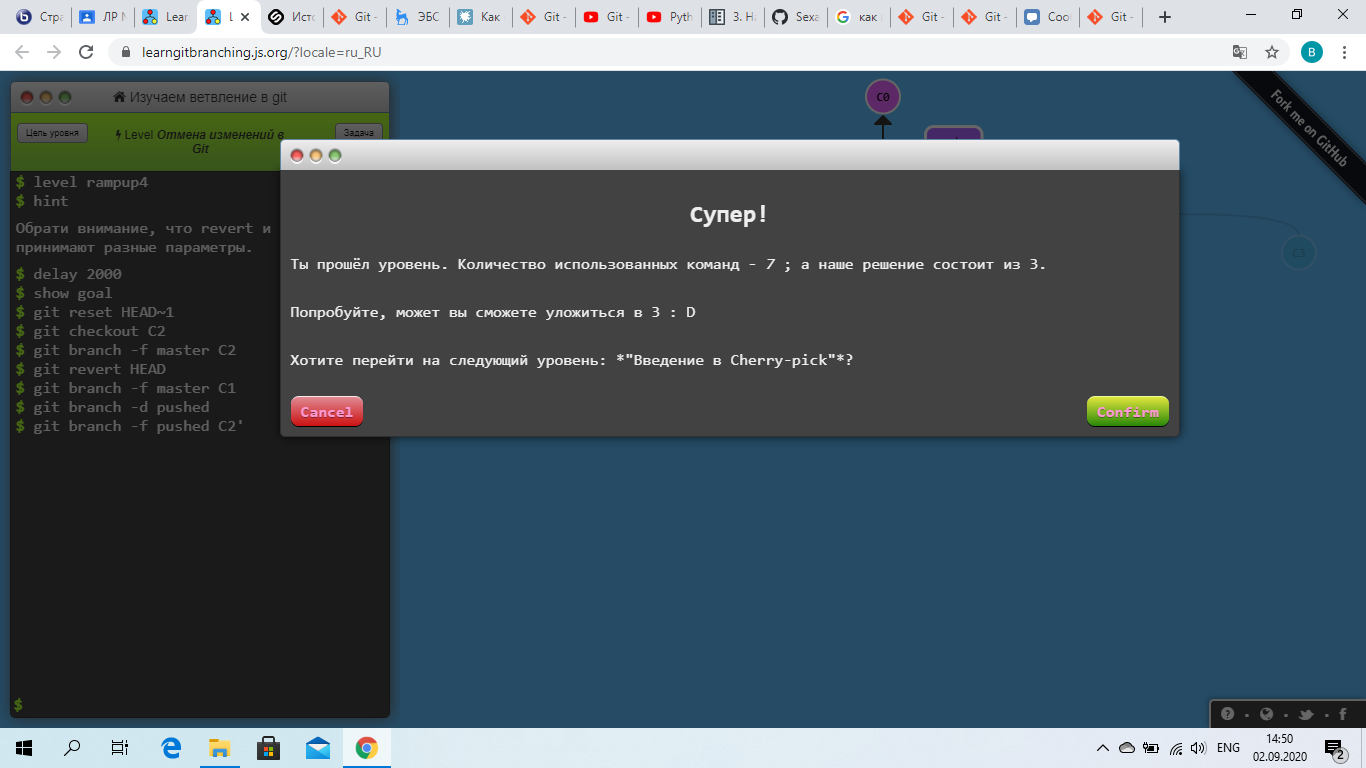 Стра
ЛР М
Lear
L
Исто
Git -
ЭБС
Как
Git -
Git -
Pyth
3. Н
Sexa
как
Git -
Git -
Coo
Git -
learngitbranching.js.org/?locale=ru_RU
B
Изучаем ветвление в git
Цель уровня
Level Отмена изменений в
Git
Задача
$ level rampup4
$ hint
Обрати внимание, что revert и
принимают разные параметры.
$ delay 2000
$ show goal
$ git reset HEAD~1
$ git checkout C2
$ git branch -f master C2
$ git revert HEAD
$ git branch -f master C1
$ git branch -d pushed
$ git branch -f pushed C2'
$
C0
Fork me on GitHub
C3
Супер!
Ты прошёл уровень. Количество использованных команд - 7 ; а наше решение состоит из 3.
Попробуйте, может вы сможете уложиться в 3 : D
Хотите перейти на следующий уровень: *"Введение в Cherry-pick"*?
Cancel
Confirm
ENG
14:50
02.09.2020
2